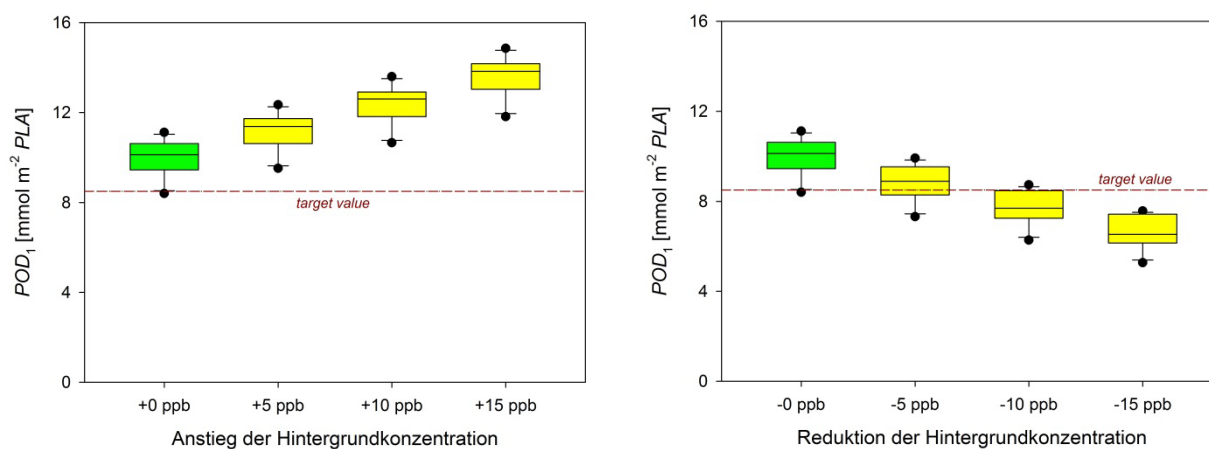 POD₁ [mmol m⁻² PLA]
16
12
8
4
0
target value
+0 ppb
+5 ppb
+10 ppb
+15 ppb
Anstieg der Hintergrundkonzentration
POD₁ [mmol m⁻² PLA]
16
12
8
4
0
target value
-0 ppb
-5 ppb
-10 ppb
-15 ppb
Reduktion der Hintergrundkonzentration